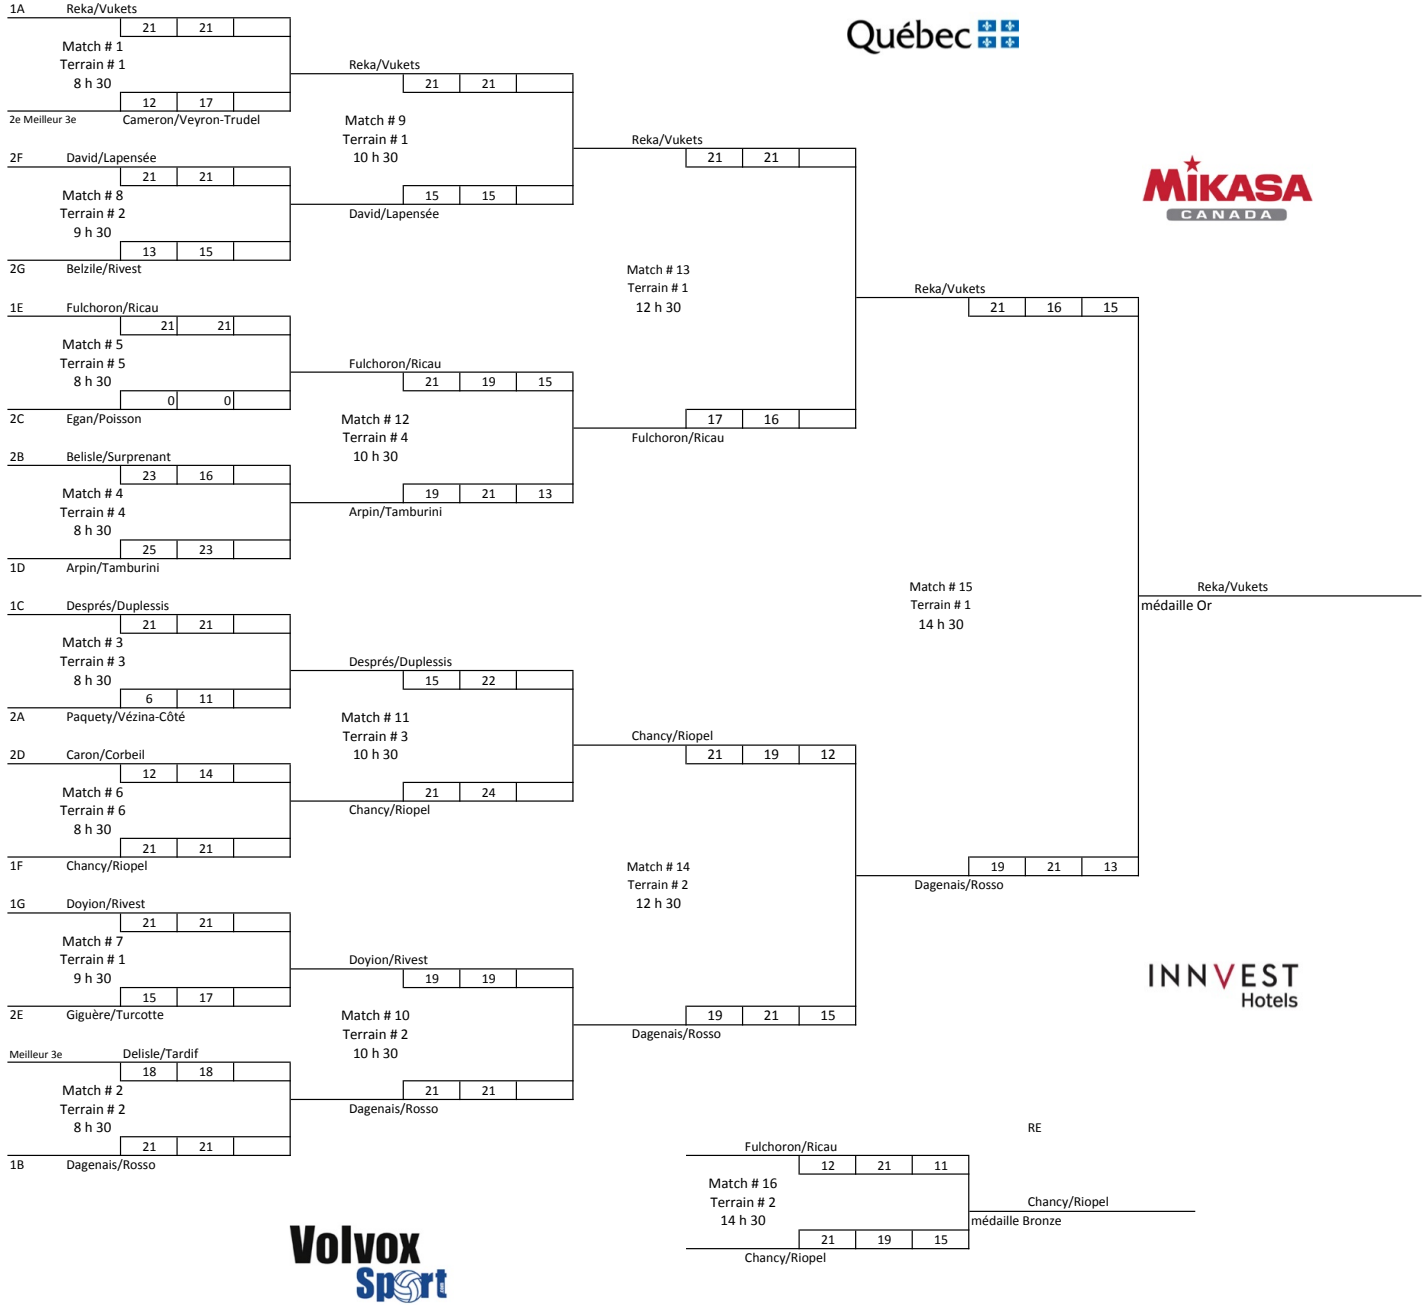 1A Reka/Vukets
21 21
Match # 1
Terrain # 1
8 h 30
12 17
2e Meilleur 3e Cameron/Veyron-Trudel
2F David/Lapensée
21 21
Match # 8
Terrain # 2
9 h 30
13 15
2G Belzile/Rivest
1E Fulchoron/Ricau
21 21
Match # 5
Terrain # 5
8 h 30
0 0
2C Egan/Poisson
2B Belisle/Surprenant
23 16
Match # 4
Terrain # 4
8 h 30
25 23
1D Arpin/Tamburini
1C Després/Duplessis
21 21
Match # 3
Terrain # 3
8 h 30
6 11
2A Paquety/Vézina-Côté
2D Caron/Corbeil
12 14
Match # 6
Terrain # 6
8 h 30
21 21
1F Chancy/Riopel
1G Doyion/Rivest
21 21
Match # 7
Terrain # 1
9 h 30
15 17
2E Giguère/Turcotte
Meilleur 3e Delisle/Tardif
18 18
Match # 2
Terrain # 2
8 h 30
21 21
1B Dagenais/Rosso
Reka/Vukets
21 21
Match # 9
Terrain # 1
10 h 30
15 15
David/Lapensée
Fulchoron/Ricau
21 19 15
Match # 12
Terrain # 4
10 h 30
19 21 13
Arpin/Tamburini
Després/Duplessis
15 22
Match # 11
Terrain # 3
10 h 30
21 24
Chancy/Riopel
Doyion/Rivest
19 19
Match # 10
Terrain # 2
10 h 30
21 21
Dagenais/Rosso
Reka/Vukets
21 21
Match # 13
Terrain # 1
12 h 30
17 16
Fulchoron/Ricau
Chancy/Riopel
21 19 12
Match # 14
Terrain # 2
12 h 30
19 21 15
Dagenais/Rosso
Reka/Vukets
21 16 15
Match # 15
Terrain # 1
14 h 30
19 21 13
Dagenais/Rosso
Reka/Vukets
médaille Or
RE
Fulchoron/Ricau
12 21 11
Match # 16
Terrain # 2
14 h 30
21 19 15
Chancy/Riopel
Chancy/Riopel
médaille Bronze
Québec
MiKASA
CANADA
INNVEST
Hotels
Volvox
Sport